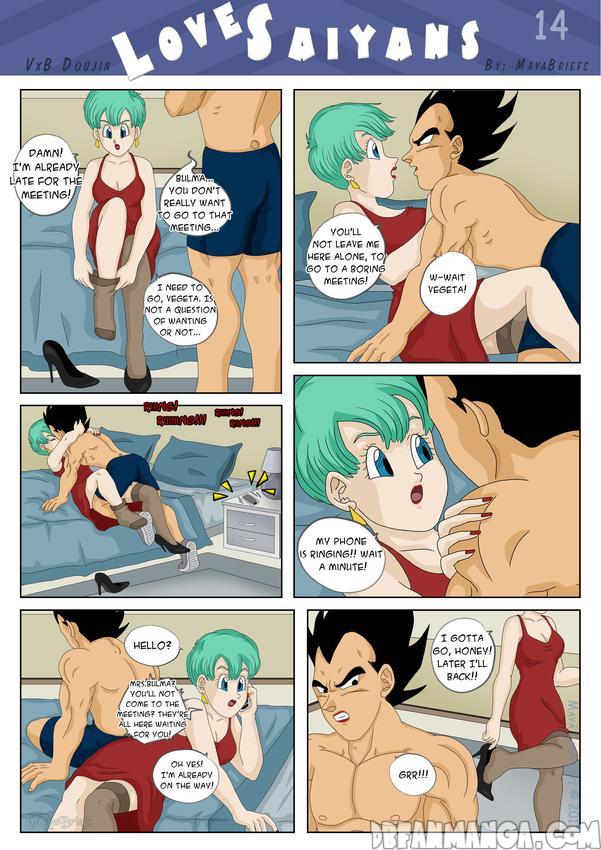 LOVE SAIYANS
14
VXB DOUJIN
BY: MAYABRIEFS
DAMN!
I'M ALREADY
LATE FOR THE
MEETING!
BULMA...
YOU DON'T
REALLY WANT
TO GO TO THAT
MEETING...
I NEED TO
GO, VEGETA. IS
NOT A QUESTION
OF WANTING
OR NOT...
YOU'LL
NOT LEAVE ME
HERE ALONE, TO
GO TO A BORING
MEETING!
W-WAIT
VEGETA!
RIIING!
RIIIIING!!!
RIING!
RING!!!
MY PHONE
IS RINGING!! WAIT
A MINUTE!
HELLO?
MRS.BULMA?
YOU'LL NOT
COME TO THE
MEETING? THEY'RE
ALL HERE WAITING
FOR YOU!
OH YES!
I'M ALREADY
ON THE WAY!
I GOTTA
GO, HONEY!
LATER I'LL
BACK!!
GRR!!!
MayaBriefs
DBFANMANGA.COM